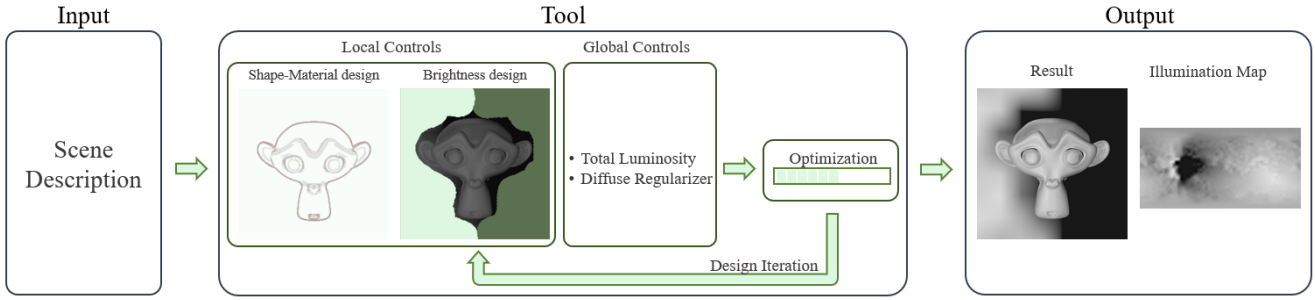 Input
Tool
Output
Scene
Description
Local Controls
Global Controls
Shape-Material design
Brightness design
• Total Luminosity
• Diffuse Regularizer
Optimization
Design Iteration
Result
Illumination Map